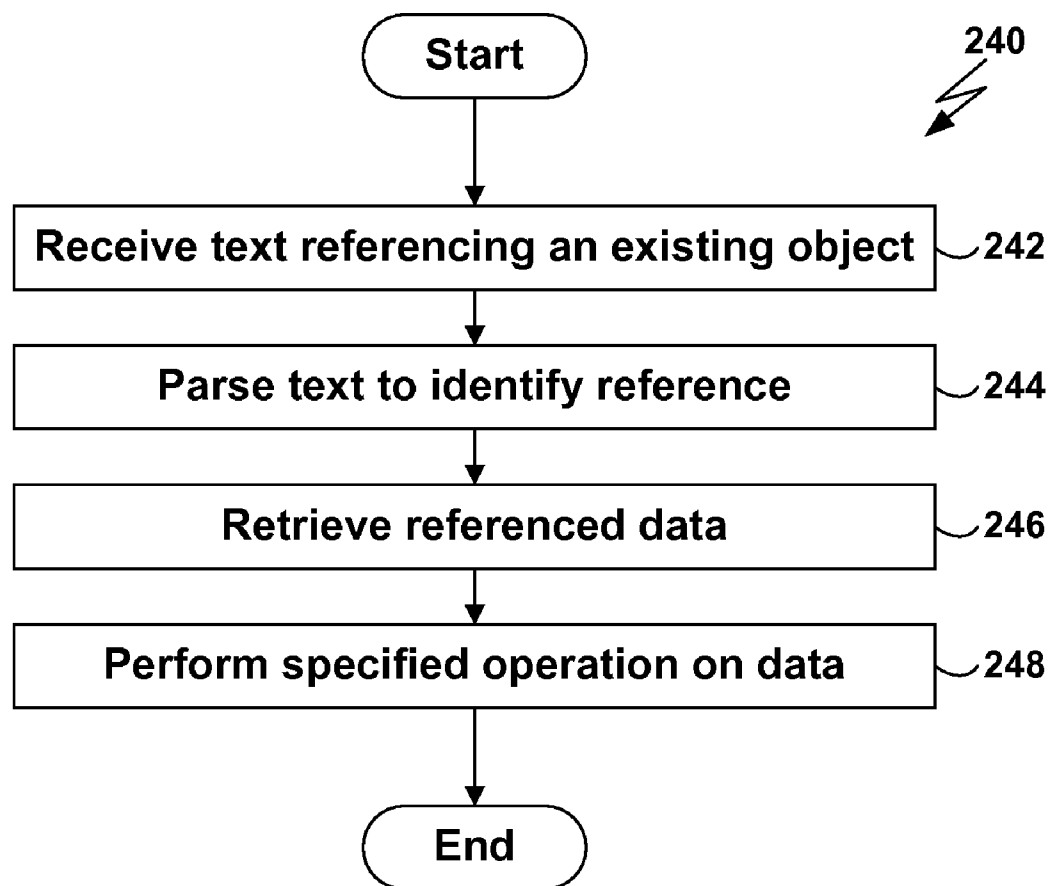 Start
240
Receive text referencing an existing object
242
Parse text to identify reference
244
Retrieve referenced data
246
Perform specified operation on data
248
End